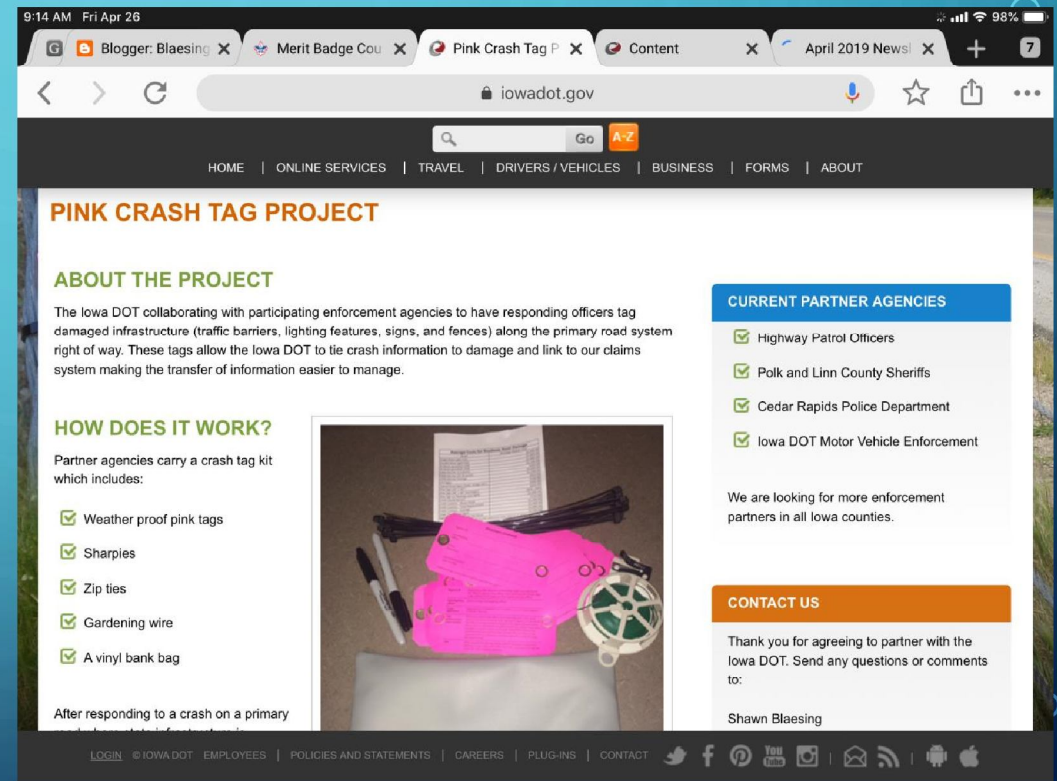 9:14 AM Fri Apr 26
98%
G
Blogger: Blaesing
Merit Badge Cou
Pink Crash Tag P
Content
April 2019 Newsl
7
iowadot.gov
Go
A-Z
HOME | ONLINE SERVICES | TRAVEL | DRIVERS / VEHICLES | BUSINESS | FORMS | ABOUT
PINK CRASH TAG PROJECT
ABOUT THE PROJECT
The Iowa DOT collaborating with participating enforcement agencies to have responding officers tag
damaged infrastructure (traffic barriers, lighting features, signs, and fences) along the primary road system
right of way. These tags allow the Iowa DOT to tie crash information to damage and link to our claims
system making the transfer of information easier to manage.
HOW DOES IT WORK?
Partner agencies carry a crash tag kit
which includes:
Weather proof pink tags
Sharpies
Zip ties
Gardening wire
A vinyl bank bag
After responding to a crash on a primary
CURRENT PARTNER AGENCIES
Highway Patrol Officers
Polk and Linn County Sheriffs
Cedar Rapids Police Department
Iowa DOT Motor Vehicle Enforcement
We are looking for more enforcement
partners in all Iowa counties.
CONTACT US
Thank you for agreeing to partner with the
Iowa DOT. Send any questions or comments
to:
Shawn Blaesing
LOGIN © IOWA DOT EMPLOYEES | POLICIES AND STATEMENTS | CAREERS | PLUG-INS | CONTACT
You Tube